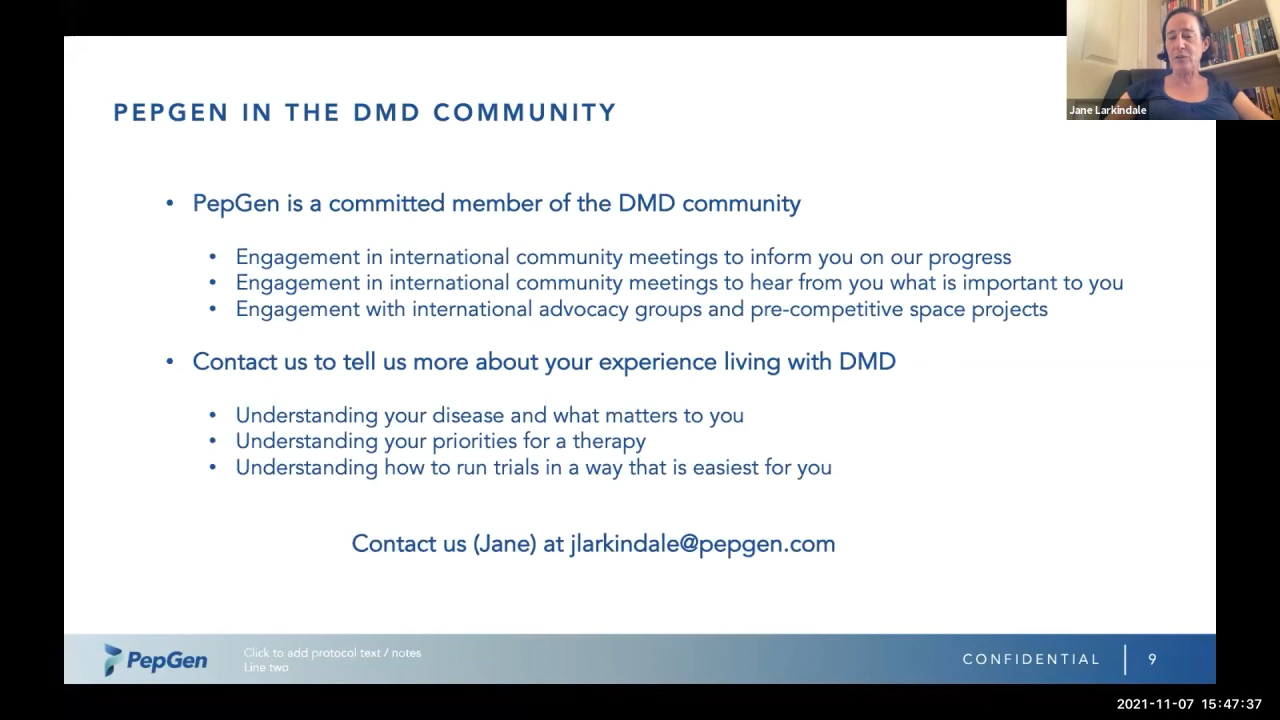 Jane Larkindale
PEPGEN IN THE DMD COMMUNITY
• PepGen is a committed member of the DMD community
• Engagement in international community meetings to inform you on our progress
• Engagement in international community meetings to hear from you what is important to you
• Engagement with international advocacy groups and pre-competitive space projects
• Contact us to tell us more about your experience living with DMD
• Understanding your disease and what matters to you
• Understanding your priorities for a therapy
• Understanding how to run trials in a way that is easiest for you
Contact us (Jane) at jlarkindale@pepgen.com
PepGen
Click to add protocol text / notes
Line two
CONFIDENTIAL
9
2021-11-07 15:47:37